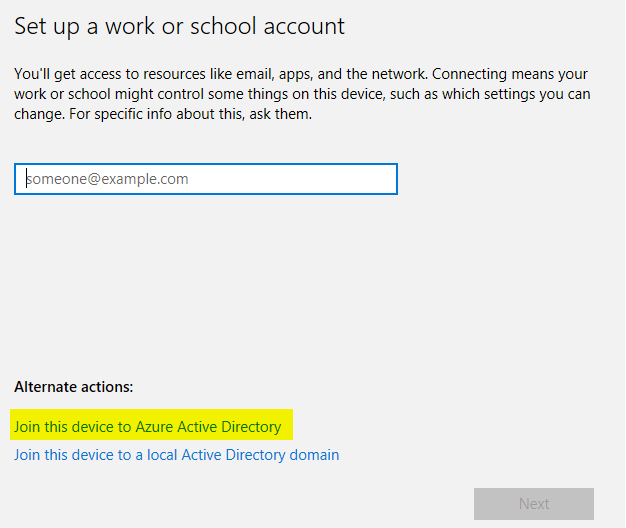 Set up a work or school account
You'll get access to resources like email, apps, and the network. Connecting means your
work or school might control some things on this device, such as which settings you can
change. For specific info about this, ask them.
someone@example.com
Alternate actions:
Join this device to Azure Active Directory
Join this device to a local Active Directory domain
Next